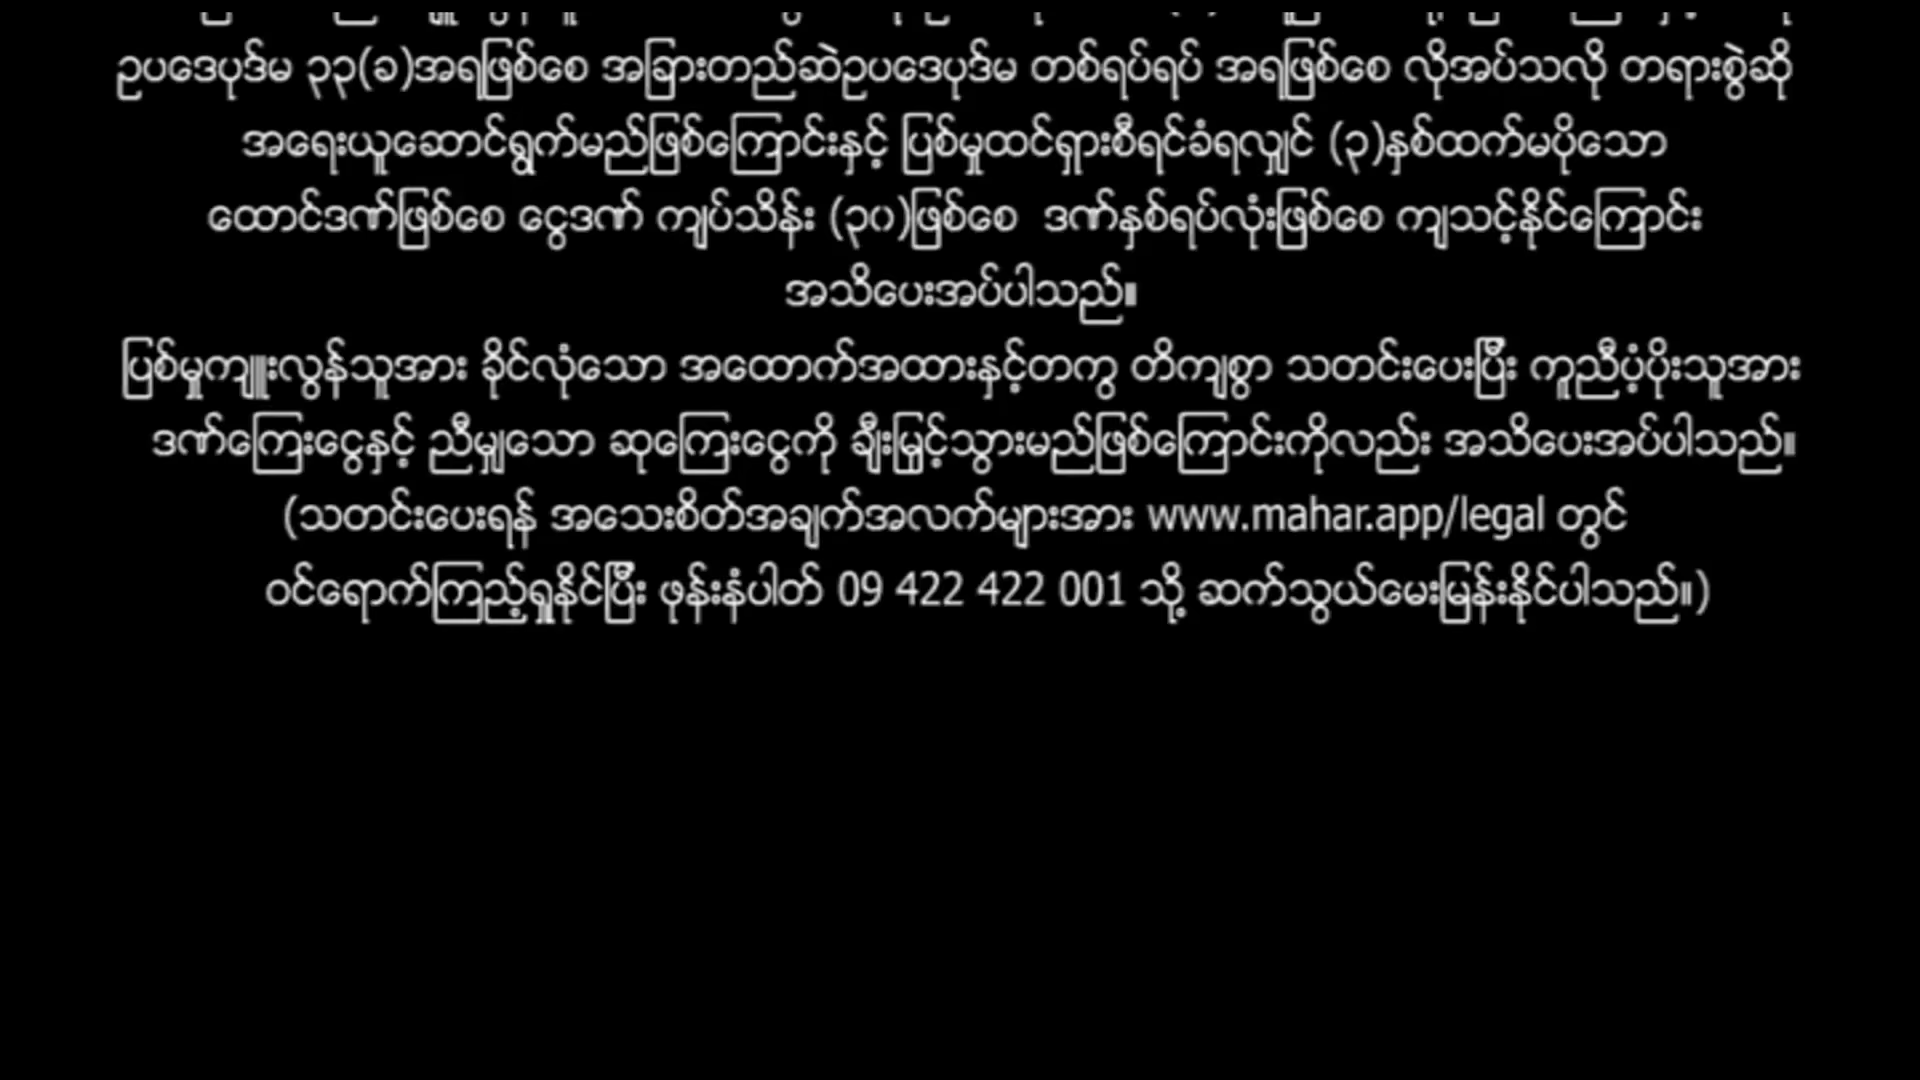 ဥပဒေပုဒ်မ ၃၃(ခ)အရဖြစ်စေ အခြားတည်ဆဲဥပဒေပုဒ်မ တစ်ရပ်ရပ် အရဖြစ်စေ လိုအပ်သလို တရားစွဲဆို
အရေးယူဆောင်ရွက်မည်ဖြစ်ကြောင်းနှင့် ပြစ်မှုထင်ရှားစီရင်ခံရလျှင် (၃)နှစ်ထက်မပိုသော
ထောင်ဒဏ်ဖြစ်စေ ငွေဒဏ် ကျပ်သိန်း (၃၀)ဖြစ်စေ ဒဏ်နှစ်ရပ်လုံးဖြစ်စေ ကျသင့်နိုင်ကြောင်း
အသိပေးအပ်ပါသည်။
ပြစ်မှုကျူးလွန်သူအား ခိုင်လုံသော အထောက်အထားနှင့်တကွ တိကျစွာ သတင်းပေးပြီး ကူညီပံ့ပိုးသူအား
ဒဏ်ကြေးငွေနှင့် ညီမျှသော ဆုကြေးငွေကို ချီးမြှင့်သွားမည်ဖြစ်ကြောင်းကိုလည်း အသိပေးအပ်ပါသည်။
(သတင်းပေးရန် အသေးစိတ်အချက်အလက်များအား www.mahar.app/legal တွင်
ဝင်ရောက်ကြည့်ရှုနိုင်ပြီး ဖုန်းနံပါတ် 09 422 422 001 သို့ ဆက်သွယ်မေးမြန်းနိုင်ပါသည်။)